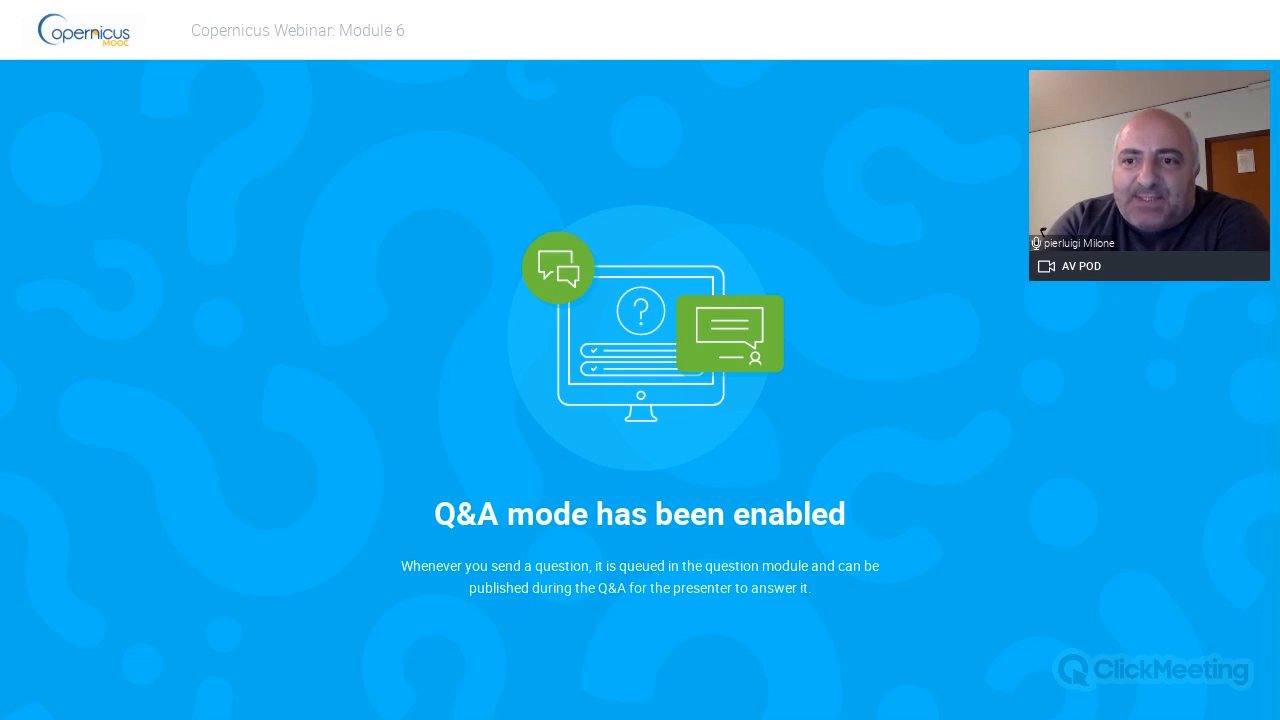 Copernicus
MOOC
Copernicus Webinar: Module 6
pierluigi Milone
AV POD
Q&A mode has been enabled
Whenever you send a question, it is queued in the question module and can be
published during the Q&A for the presenter to answer it.
ClickMeeting